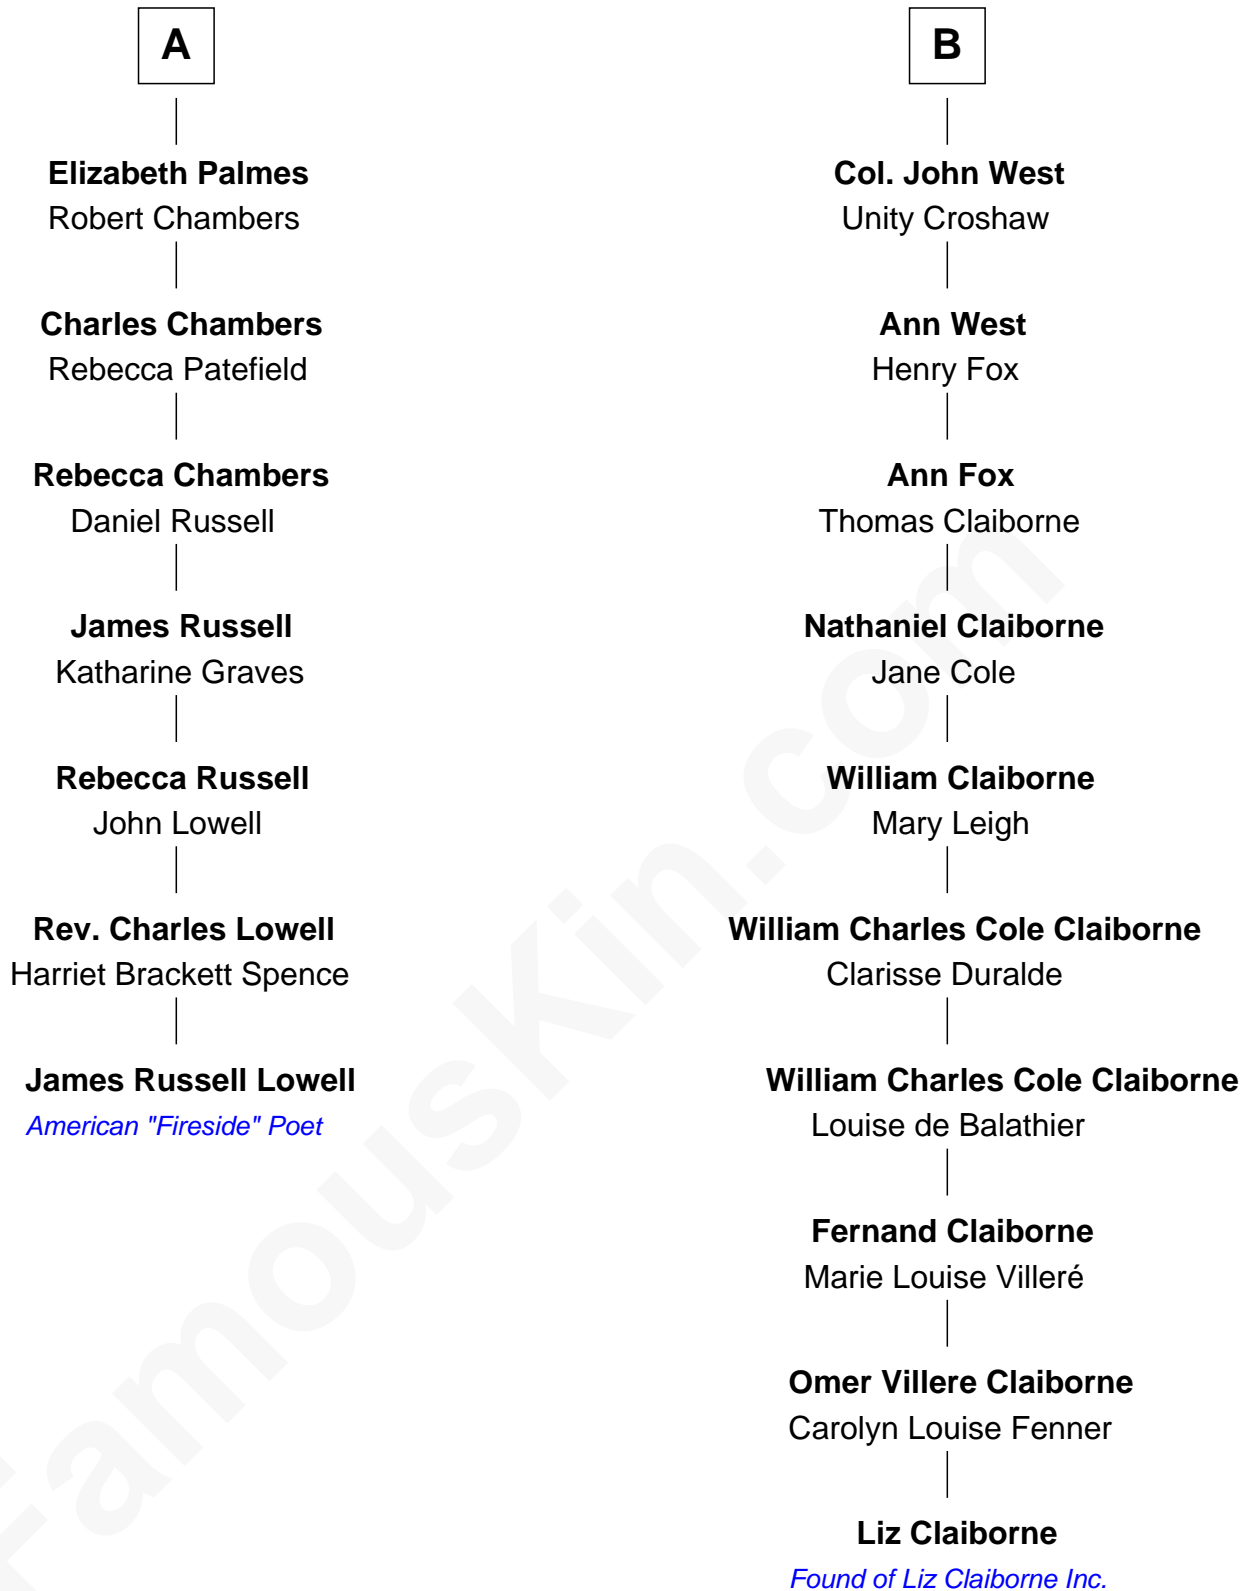 A
Elizabeth Palmes
Robert Chambers
Charles Chambers
Rebecca Patefield
Rebecca Chambers
Daniel Russell
James Russell
Katharine Graves
Rebecca Russell
John Lowell
Rev. Charles Lowell
Harriet Brackett Spence
James Russell Lowell
American "Fireside" Poet
B
Col. John West
Unity Croshaw
Ann West
Henry Fox
Ann Fox
Thomas Claiborne
Nathaniel Claiborne
Jane Cole
William Claiborne
Mary Leigh
William Charles Cole Claiborne
Clarisse Duralde
William Charles Cole Claiborne
Louise de Balathier
Fernand Claiborne
Marie Louise Villeré
Omer Villere Claiborne
Carolyn Louise Fenner
Liz Claiborne
Found of Liz Claiborne Inc.
FamousKin.com